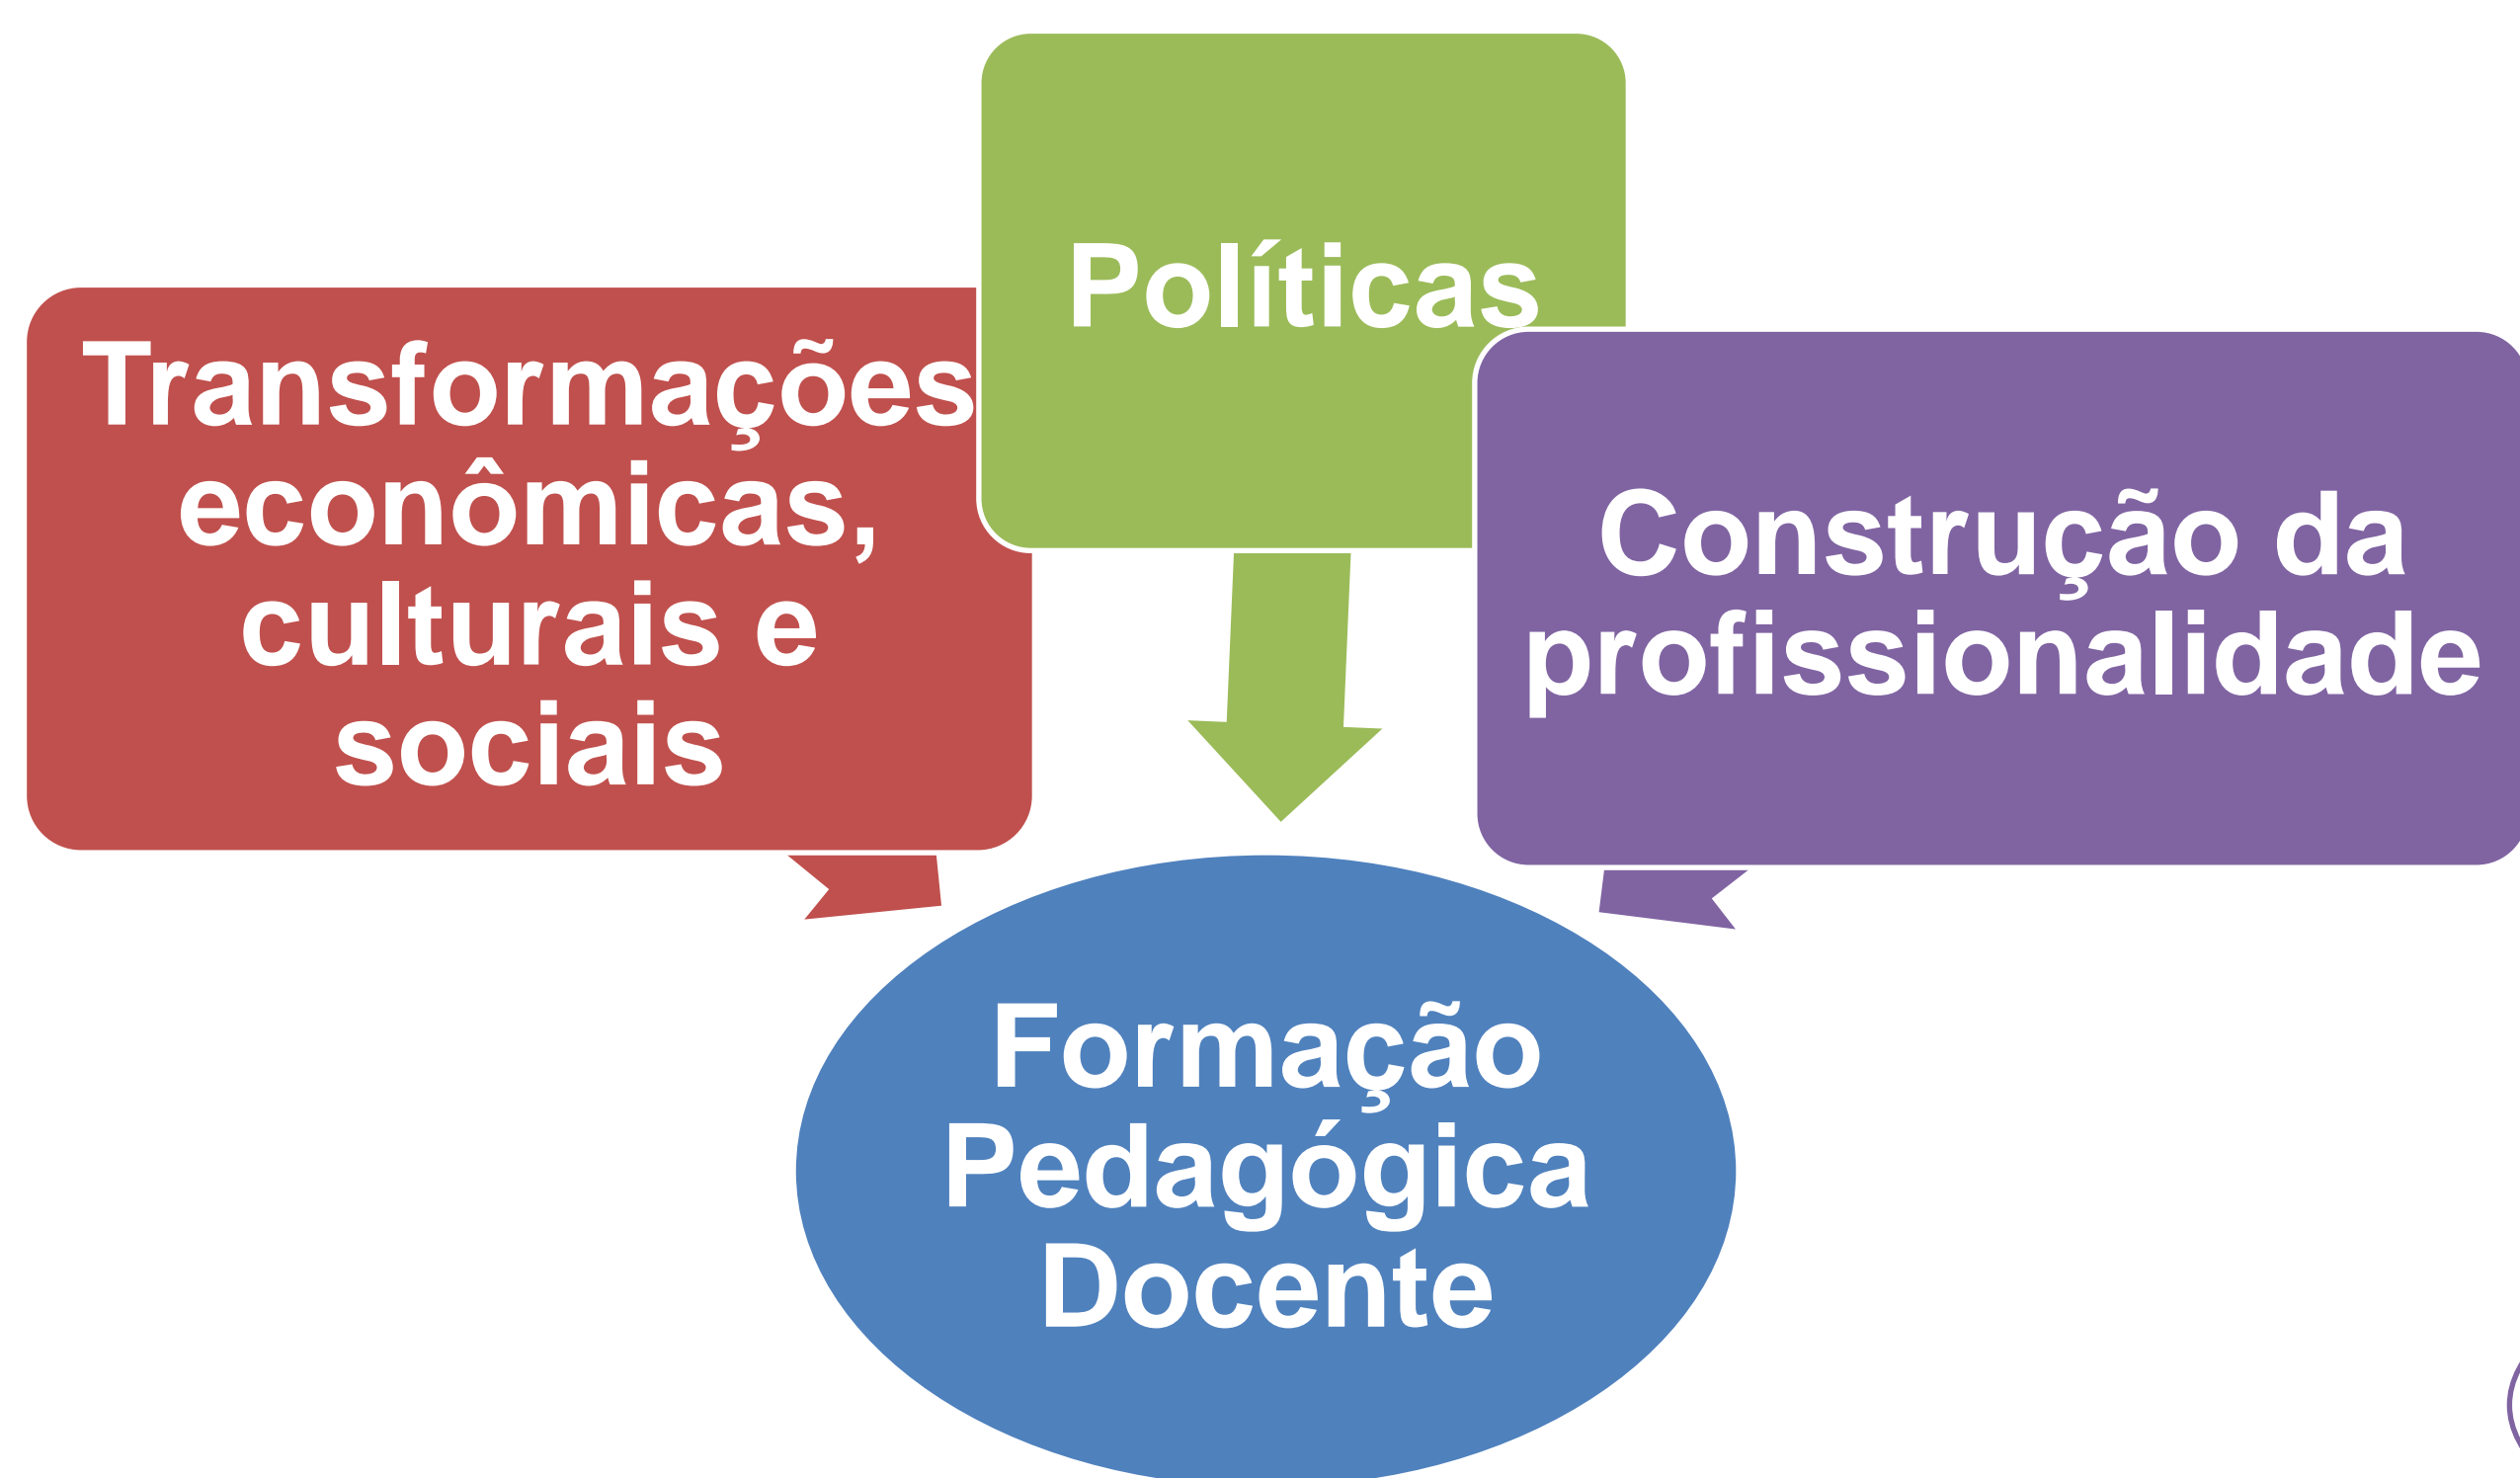 Políticas
Transformações
econômicas,
culturais e
sociais
Construção da
profissionalidade
Formação
Pedagógica
Docente